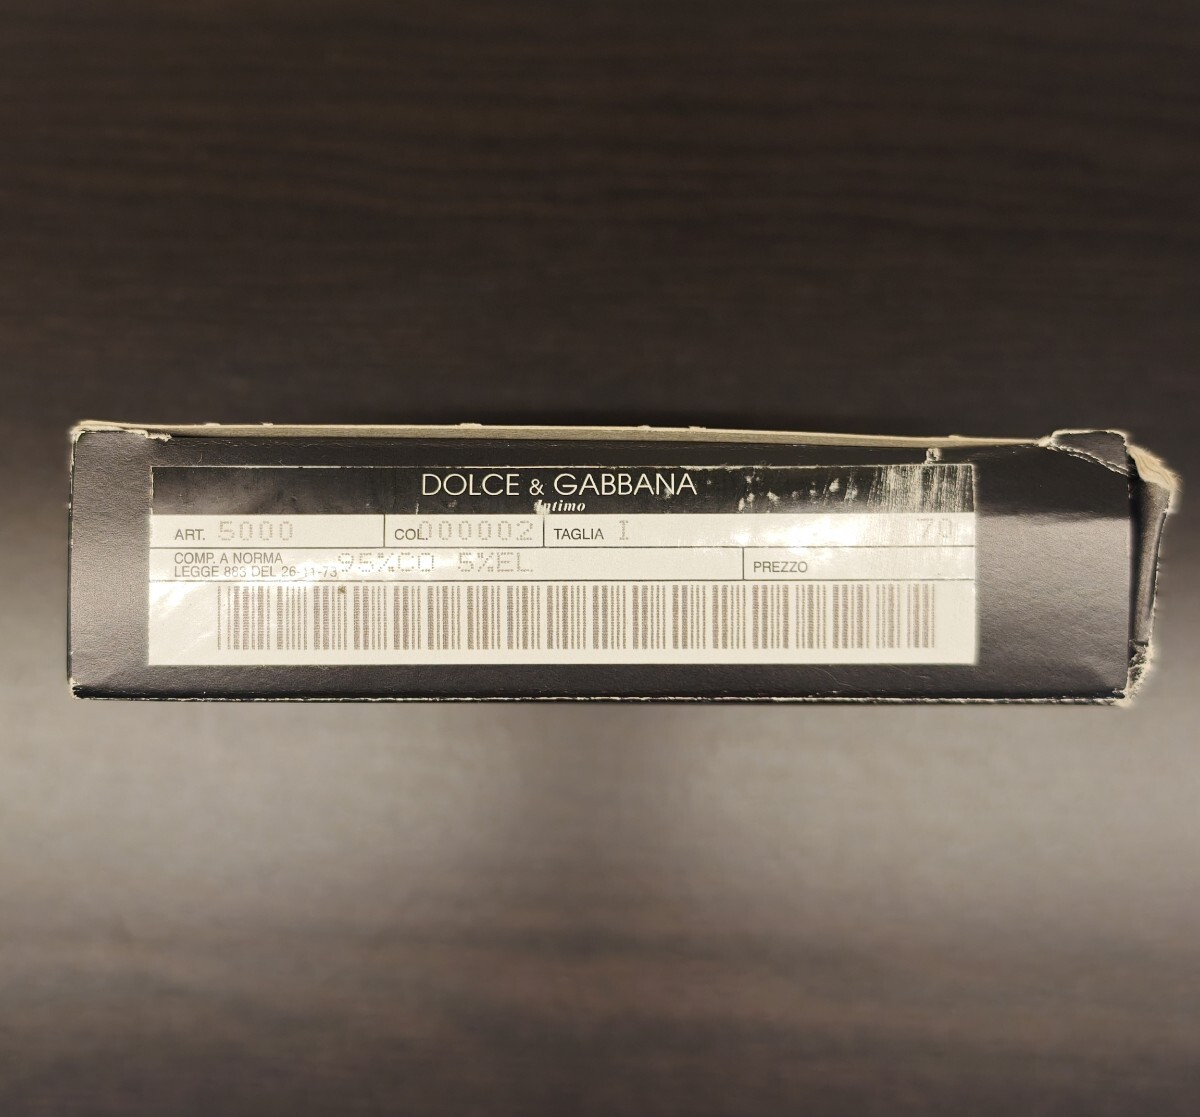 DOLCE & GABBANA
Intimo
ART. 5000 COL 000002 TAGLIA I 70
COMP. A NORMA
LEGGE 883 DEL 26-11-73 95%CO 5%EL PREZZO